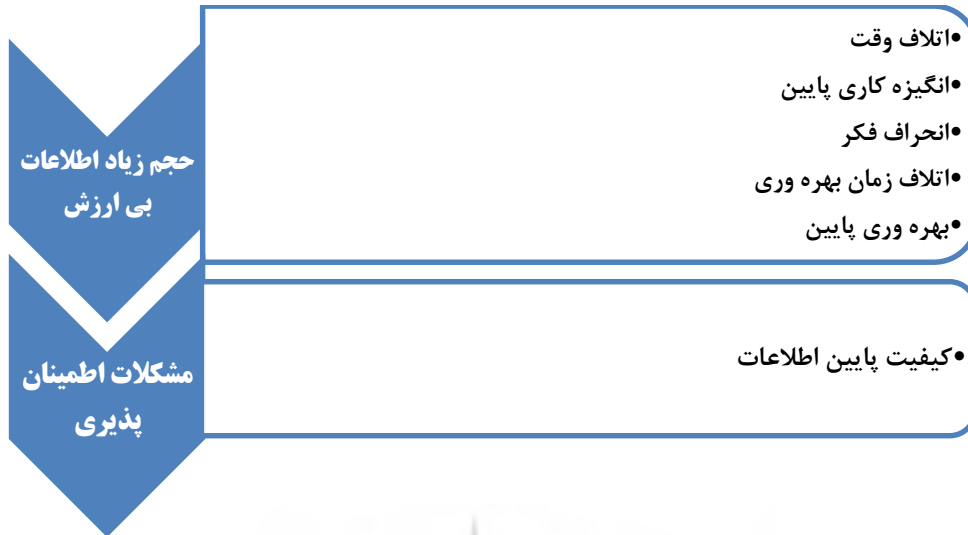 حجم زیاد اطلاعات
بی ارزش
•اتلاف وقت
•انگیزه کاری پایین
•انحراف فکر
•اتلاف زمان بهره وری
•بهره وری پایین
مشکلات اطمینان
پذیری
•کیفیت پایین اطلاعات